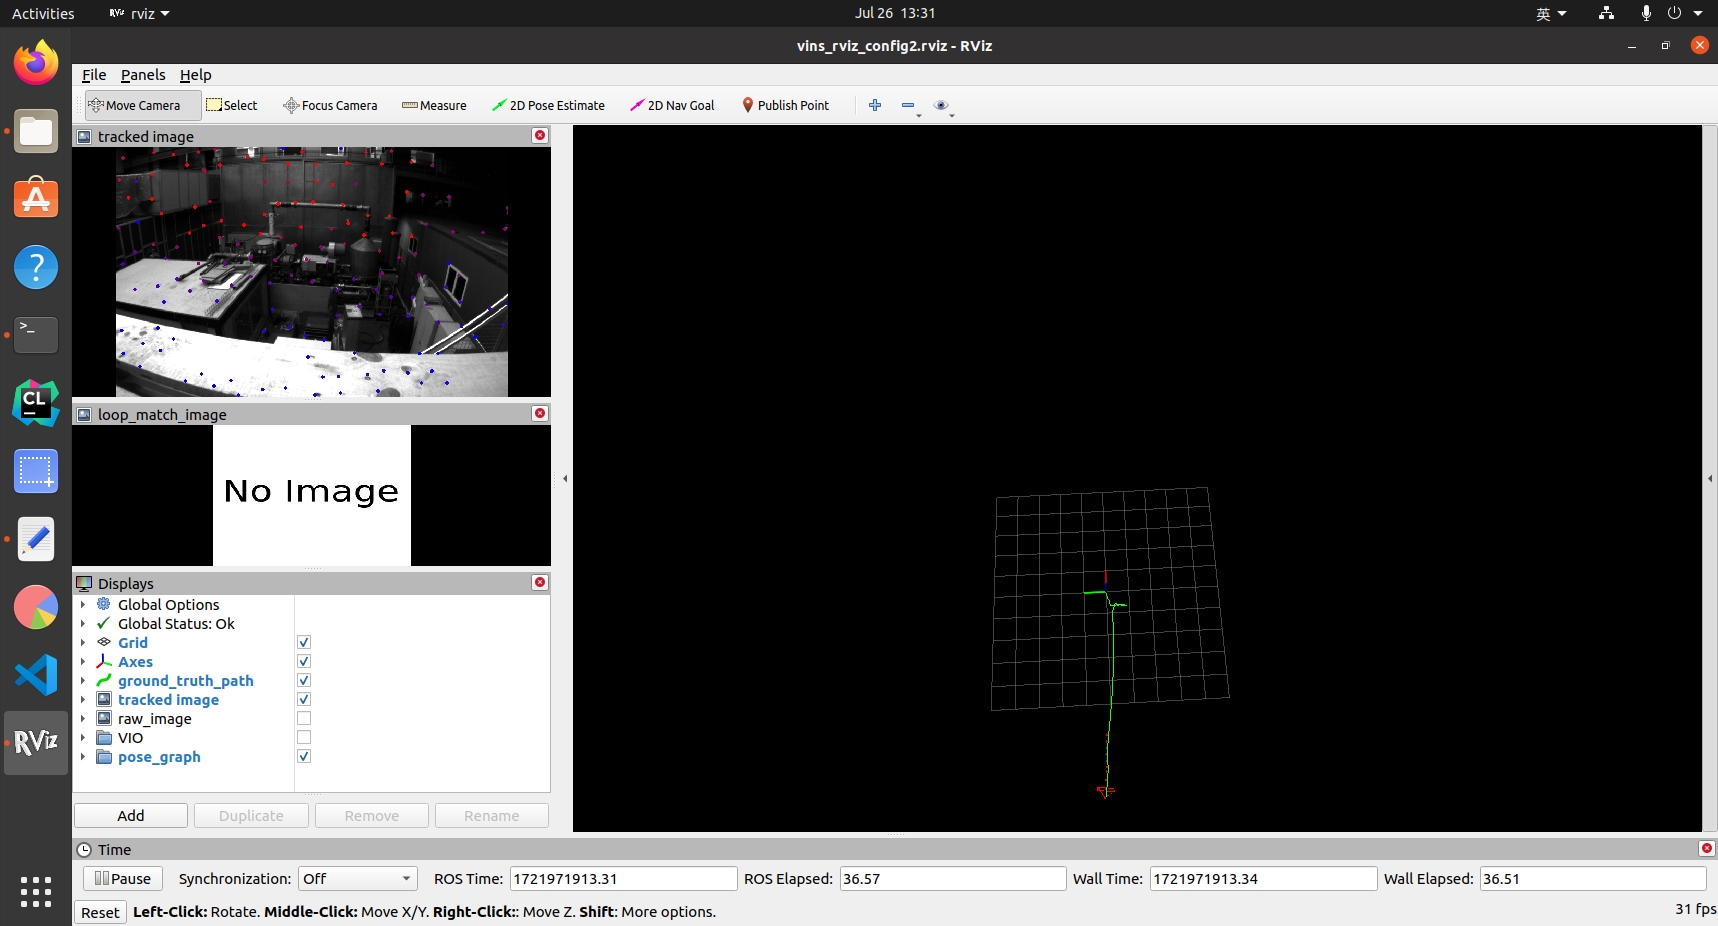 Activities
RViz rviz
Jul 26 13:31
英
vins_rviz_config2.rviz - RViz
File Panels Help
Move Camera Select Focus Camera Measure 2D Pose Estimate 2D Nav Goal Publish Point
tracked image
loop_match_image
No Image
Displays
Global Options
Global Status: Ok
Grid
Axes
ground_truth_path
tracked image
raw_image
VIO
pose_graph
Add Duplicate Remove Rename
Time
Pause Synchronization: Off ROS Time: 1721971913.31 ROS Elapsed: 36.57 Wall Time: 1721971913.34 Wall Elapsed: 36.51
Reset Left-Click: Rotate. Middle-Click: Move X/Y. Right-Click:: Move Z. Shift: More options. 31 fps
A
?
>_
CL
RViz